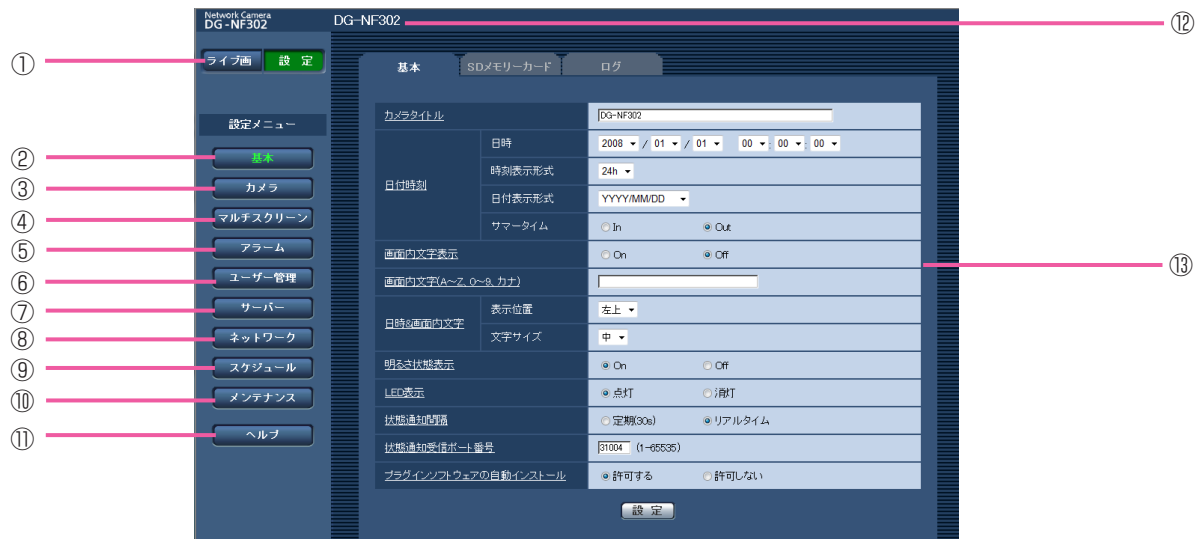 Network Camera
DG-NF302
DG-NF302
⑫
①
ライブ画 設 定
基本 SDメモリーカード ログ
設定メニュー
② 基本
③ カメラ
④ マルチスクリーン
⑤ アラーム
⑥ ユーザー管理
⑦ サーバー
⑧ ネットワーク
⑨ スケジュール
⑩ メンテナンス
⑪ ヘルプ
カメラタイトル DG-NF302
日付時刻
日時 2008 / 01 / 01 00 : 00 : 00
時刻表示形式 24h
日付表示形式 YYYY/MM/DD
サマータイム In Out
画面内文字表示 On Off
⑬
画面内文字(A～Z、0～9、カナ)
日時&画面内文字
表示位置 左上
文字サイズ 中
明るさ状態表示 On Off
LED表示 点灯 消灯
状態通知間隔 定期(30s) リアルタイム
状態通知受信ポート番号 31004 (1-65535)
プラグインソフトウェアの自動インストール 許可する 許可しない
設 定